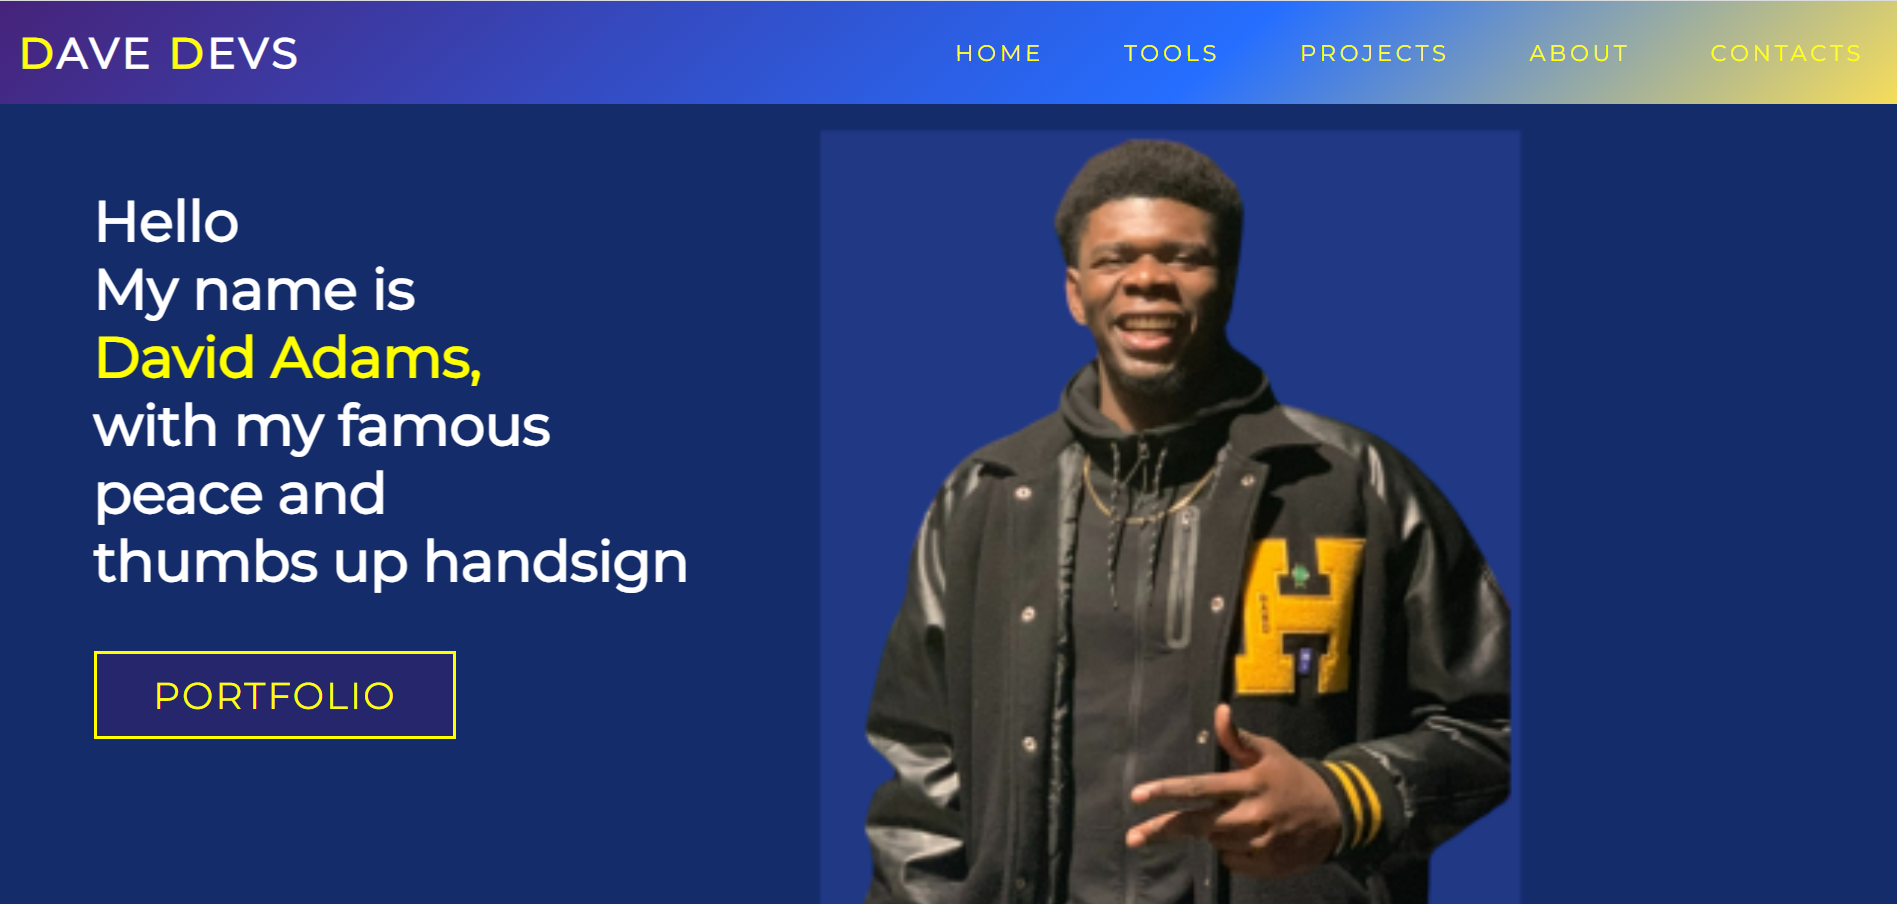 DAVE DEVS
HOME TOOLS PROJECTS ABOUT CONTACTS
Hello
My name is
David Adams,
with my famous
peace and
thumbs up handsign
PORTFOLIO
H